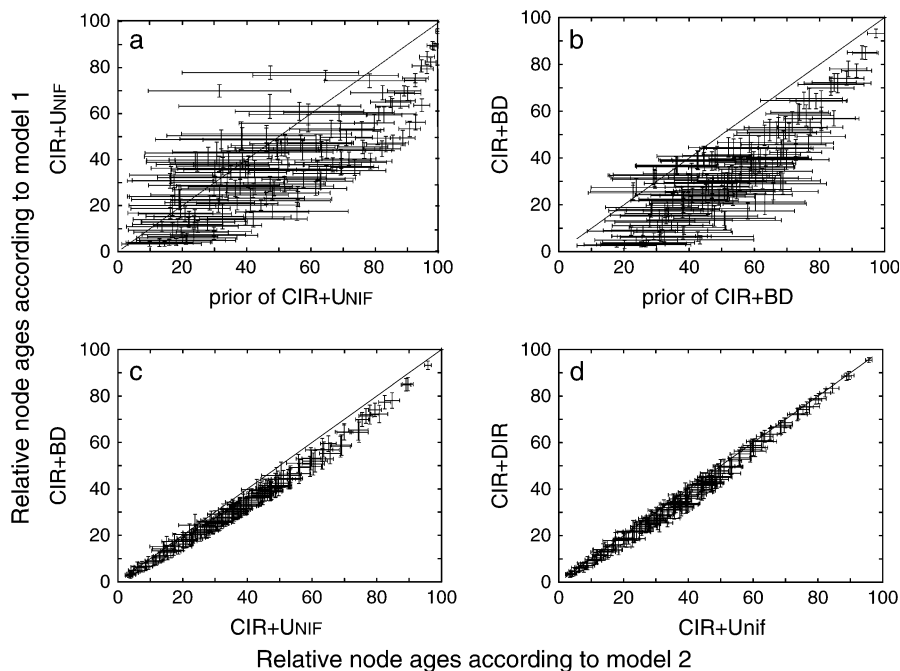 Relative node ages according to model 1
a
CIR+UNIF
100
80
60
40
20
0
0 20 40 60 80 100
prior of CIR+UNIF
b
CIR+BD
100
80
60
40
20
0
0 20 40 60 80 100
prior of CIR+BD
c
CIR+BD
100
80
60
40
20
0
0 20 40 60 80 100
CIR+UNIF
d
CIR+DIR
100
80
60
40
20
0
0 20 40 60 80 100
CIR+Unif
Relative node ages according to model 2